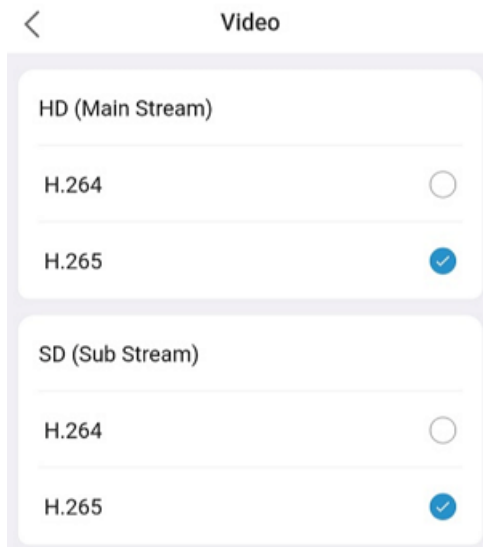 Video
HD (Main Stream)
H.264
H.265
SD (Sub Stream)
H.264
H.265